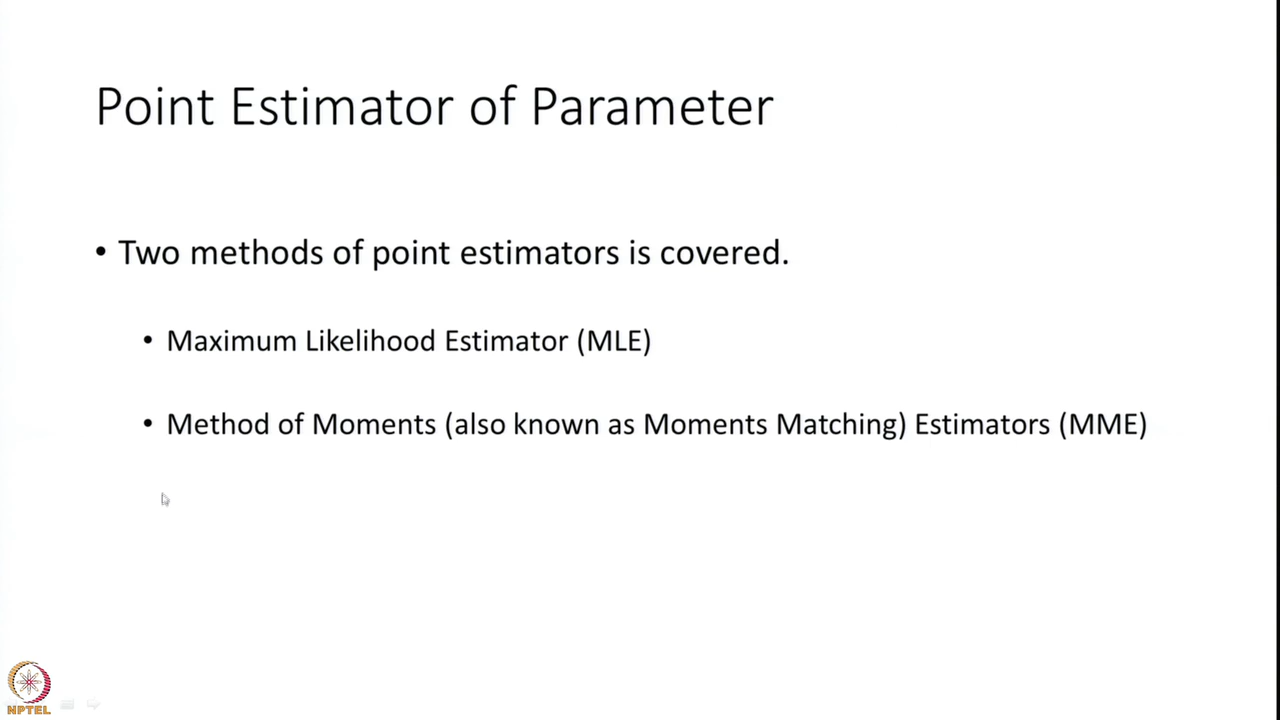 Point Estimator of Parameter
• Two methods of point estimators is covered.
• Maximum Likelihood Estimator (MLE)
• Method of Moments (also known as Moments Matching) Estimators (MME)
NPTEL